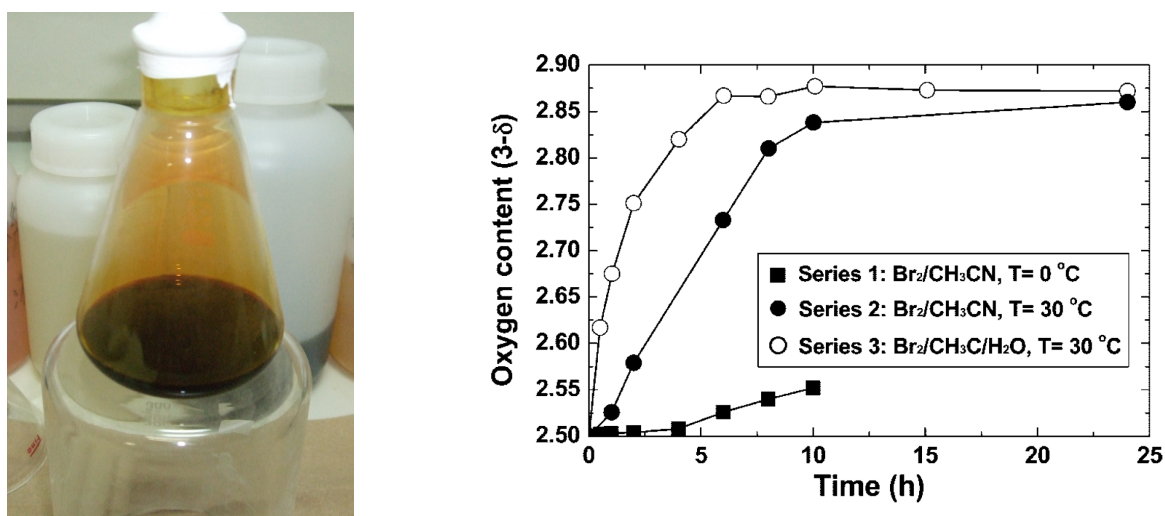 2.90
2.85
2.80
2.75
2.70
2.65
2.60
2.55
2.50
Oxygen content (3-δ)
Series 1: Br₂/CH₃CN, T= 0 °C
Series 2: Br₂/CH₃CN, T= 30 °C
Series 3: Br₂/CH₃C/H₂O, T= 30 °C
0 5 10 15 20 25
Time (h)